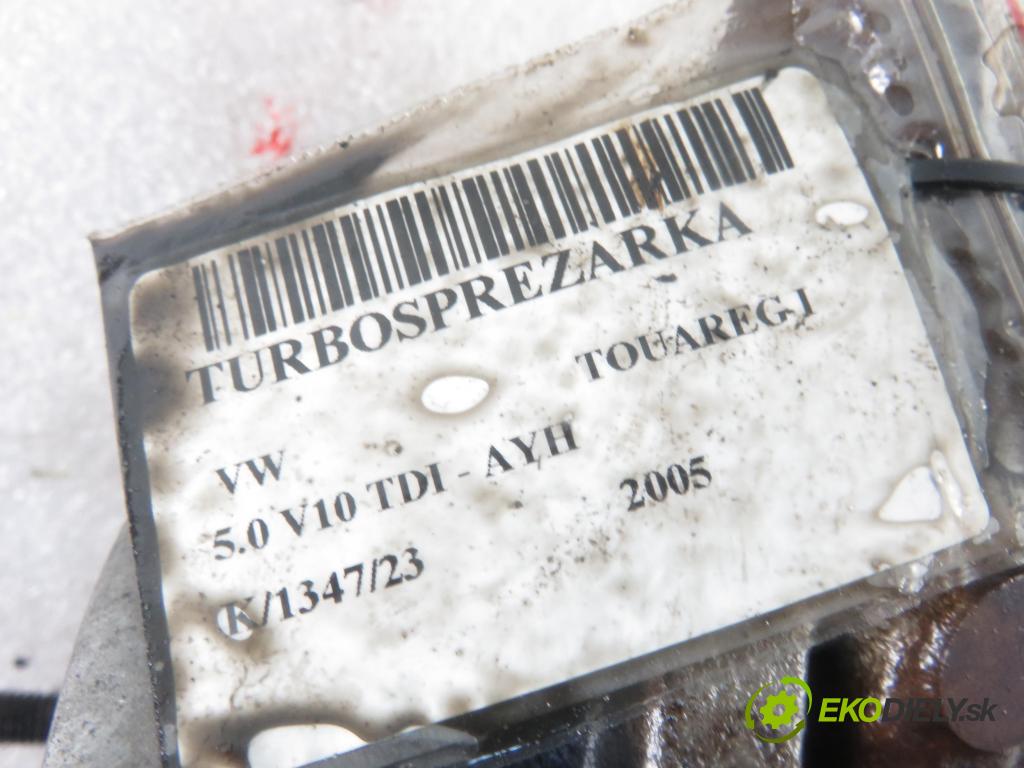 TURBOSPREZARKA
VW TOUAREG I
5.0 V10 TDI - AYH
K/1347/23 2005
EKODIELY.sk